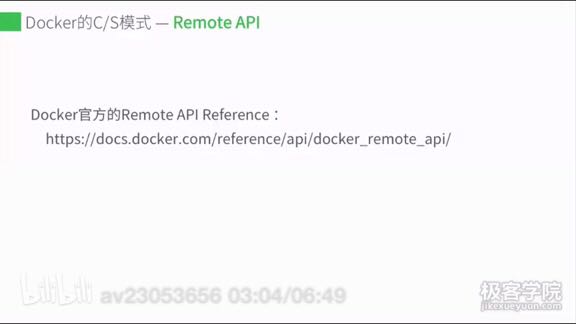 Docker的C/S模式 — Remote API
Docker官方的Remote API Reference：
https://docs.docker.com/reference/api/docker_remote_api/
bilibili av23053656 03:04/06:49
极客学院
jikexueyuan.com